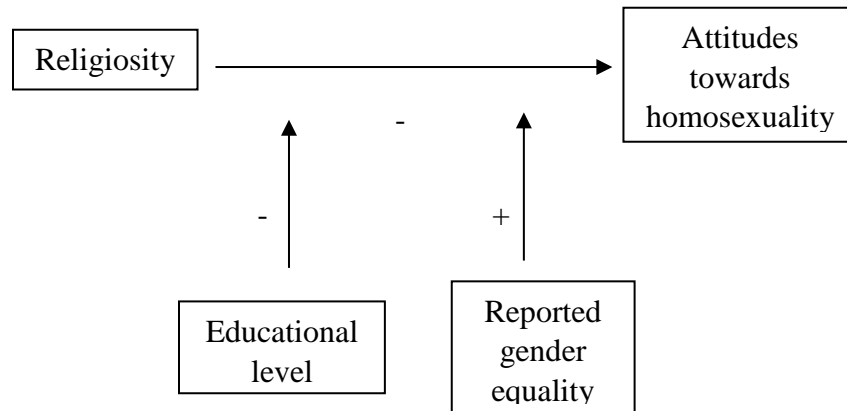 Religiosity
Attitudes
towards
homosexuality
-
-
+
Educational
level
Reported
gender
equality